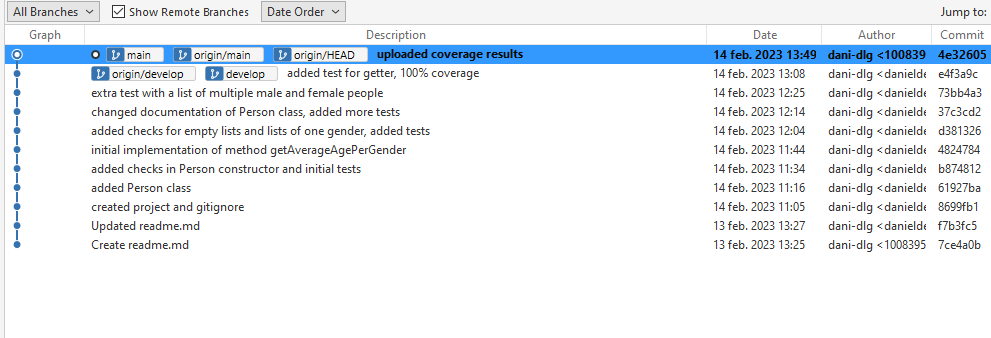 All Branches Show Remote Branches Date Order Jump to:
Graph Description Date Author Commit
main origin/main origin/HEAD uploaded coverage results 14 feb. 2023 13:49 dani-dlg <100839 4e32605
origin/develop develop added test for getter, 100% coverage 14 feb. 2023 13:08 dani-dlg <danielde e4f3a9c
extra test with a list of multiple male and female people 14 feb. 2023 12:25 dani-dlg <danielde 73bb4a3
changed documentation of Person class, added more tests 14 feb. 2023 12:14 dani-dlg <danielde 37c3cd2
added checks for empty lists and lists of one gender, added tests 14 feb. 2023 12:04 dani-dlg <danielde d381326
initial implementation of method getAverageAgePerGender 14 feb. 2023 11:44 dani-dlg <danielde 4824784
added checks in Person constructor and initial tests 14 feb. 2023 11:34 dani-dlg <danielde b874812
added Person class 14 feb. 2023 11:16 dani-dlg <danielde 61927ba
created project and gitignore 14 feb. 2023 11:05 dani-dlg <danielde 8699fb1
Updated readme.md 13 feb. 2023 13:27 dani-dlg <danielde f7b3fc5
Create readme.md 13 feb. 2023 13:25 dani-dlg <1008395 7ce4a0b